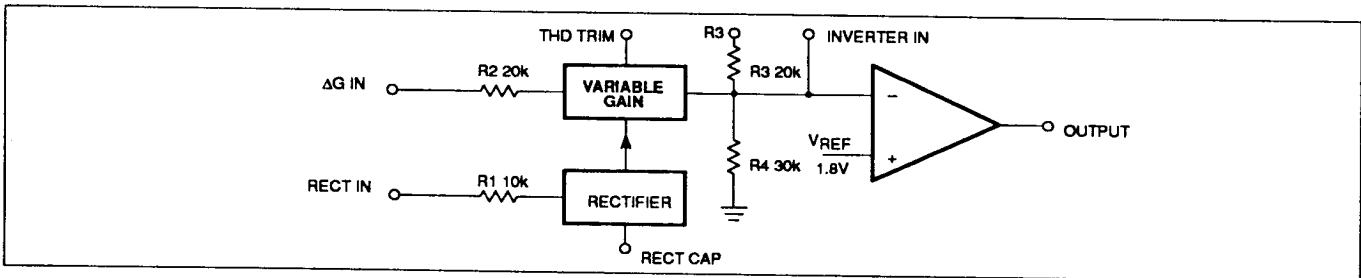 THD TRIM
R3
INVERTER IN
R2 20k
R3 20k
ΔG IN
VARIABLE
GAIN
−
OUTPUT
VREF
+
1.8V
R4 30k
RECT IN
R1 10k
RECTIFIER
RECT CAP